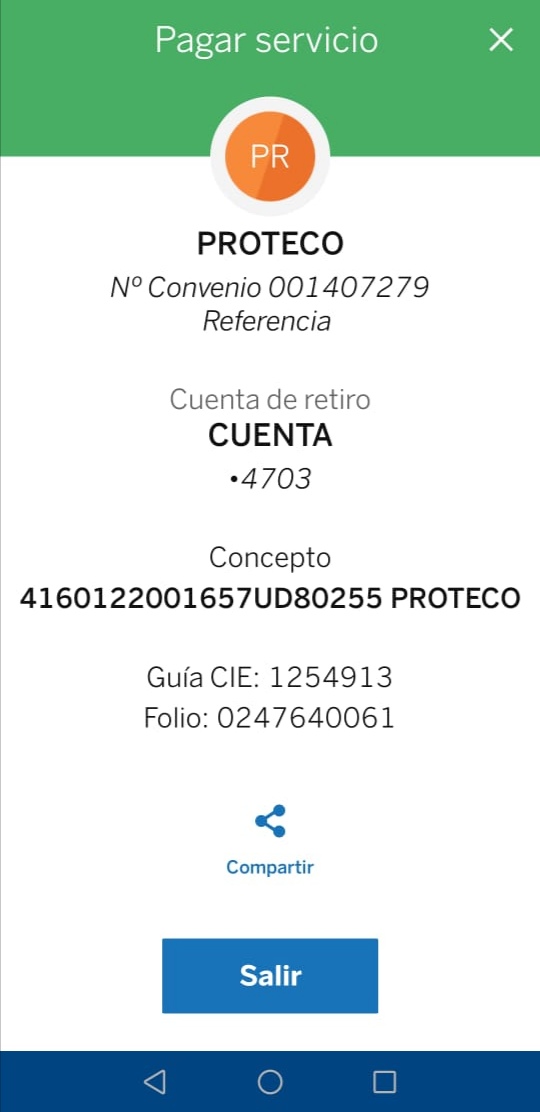 Pagar servicio
PR
PROTECO
Nº Convenio 001407279
Referencia
Cuenta de retiro
CUENTA
•4703
Concepto
4160122001657UD80255 PROTECO
Guía CIE: 1254913
Folio: 0247640061
Compartir
Salir